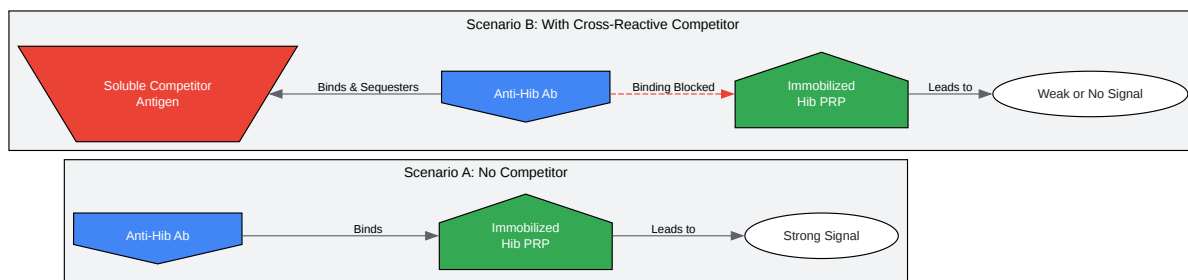 Scenario B: With Cross-Reactive Competitor
Soluble Competitor
Antigen
Binds & Sequesters
Anti-Hib Ab
Binding Blocked
Immobilized
Hib PRP
Leads to
Weak or No Signal
Scenario A: No Competitor
Anti-Hib Ab
Binds
Immobilized
Hib PRP
Leads to
Strong Signal